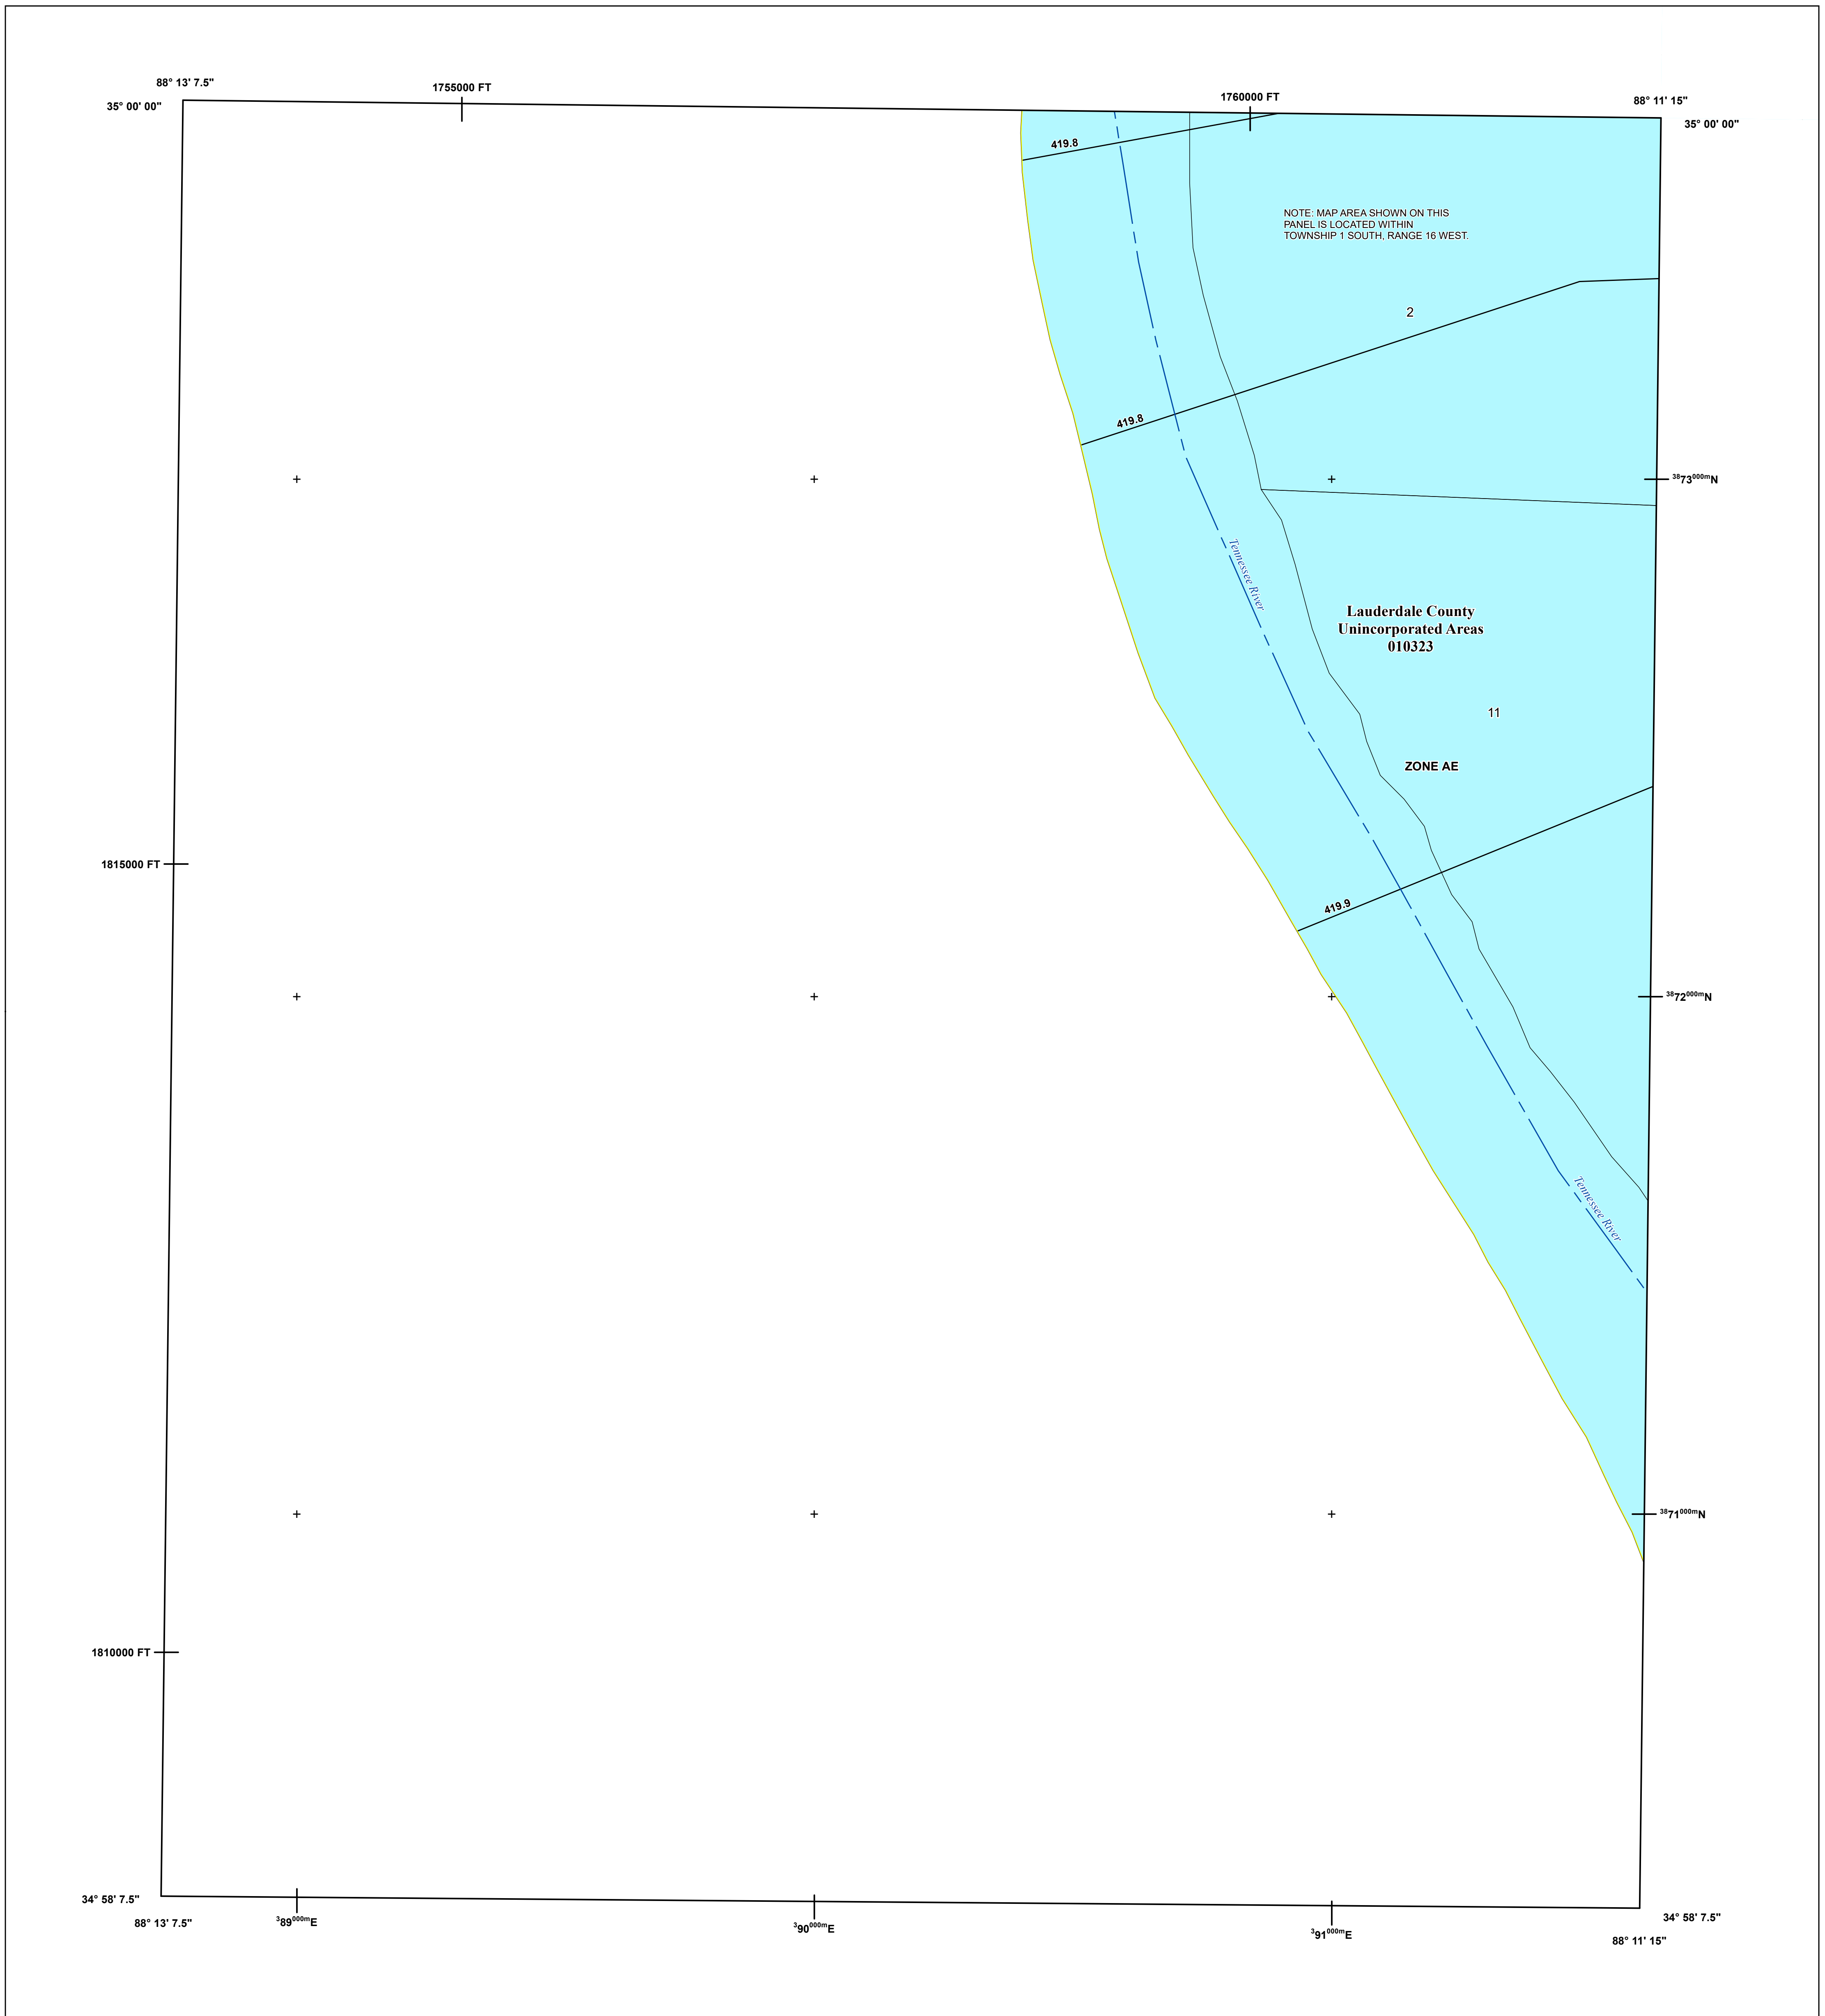 88° 13' 7.5"
1755000 FT
1760000 FT
88° 11' 15"
35° 00' 00"
35° 00' 00"
419.8
NOTE: MAP AREA SHOWN ON THIS
PANEL IS LOCATED WITHIN
TOWNSHIP 1 SOUTH, RANGE 16 WEST.
2
419.8
3873000mN
Tennessee River
Lauderdale County
Unincorporated Areas
010323
11
ZONE AE
1815000 FT
419.9
3872000mN
Tennessee River
3871000mN
1810000 FT
34° 58' 7.5"
34° 58' 7.5"
88° 13' 7.5"
389000mE
390000mE
391000mE
88° 11' 15"